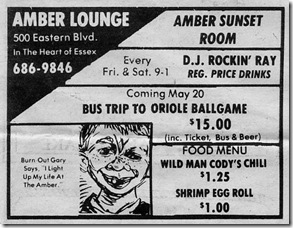 AMBER LOUNGE
500 Eastern Blvd.
In The Heart of Essex
686-9846
AMBER SUNSET
ROOM
Every
Fri. & Sat. 9-1
D.J. ROCKIN' RAY
REG. PRICE DRINKS
Coming May 20
BUS TRIP TO ORIOLE BALLGAME
$15.00
(inc. Ticket, Bus & Beer)
FOOD MENU
WILD MAN CODY'S CHILI
$1.25
SHRIMP EGG ROLL
$1.00
Burn Out Gary
Says, "I Light
Up My Life At
The Amber."